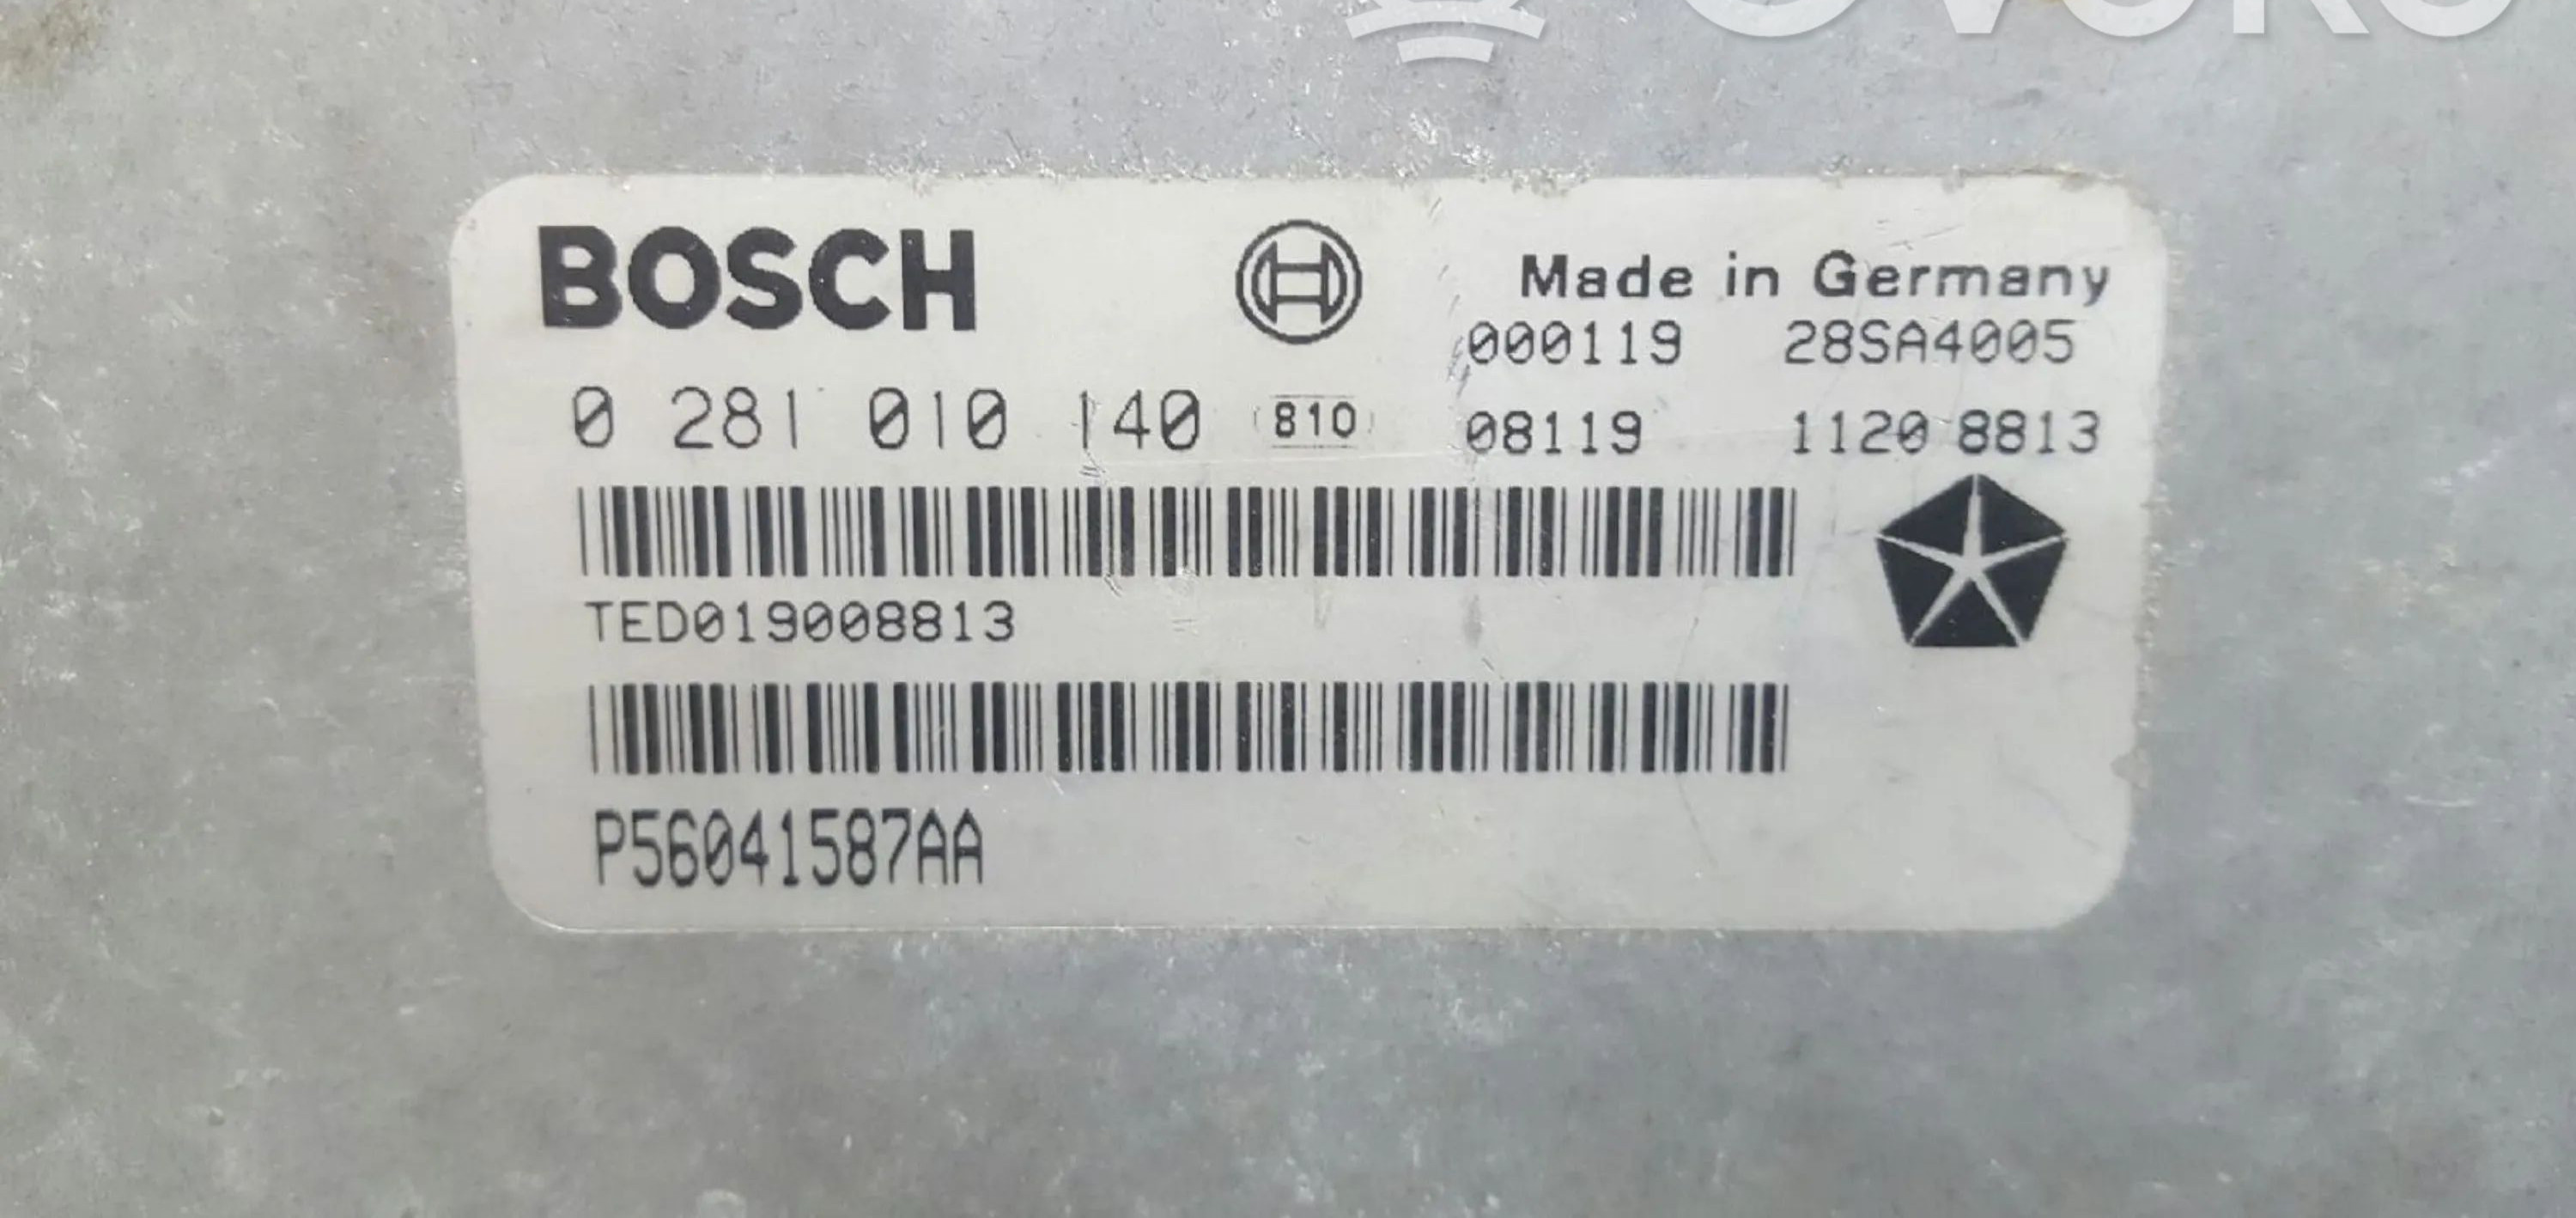 BOSCH
Made in Germany
000119 28SA4005
0 281 010 140 810 08119 1120 8813
TED019008813
P56041587AA